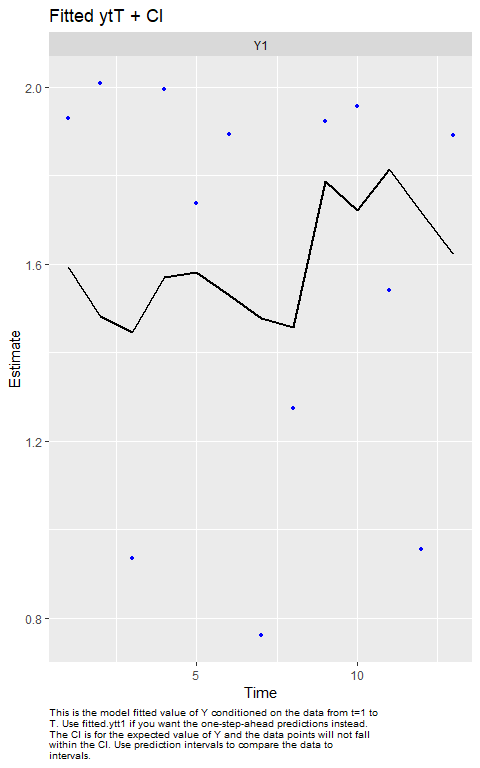 Fitted ytT + CI
Y1
2.0
1.6
1.2
0.8
Estimate
5 10
Time
This is the model fitted value of Y conditioned on the data from t=1 to
T. Use fitted.ytt1 if you want the one-step-ahead predictions instead.
The CI is for the expected value of Y and the data points will not fall
within the CI. Use prediction intervals to compare the data to
intervals.